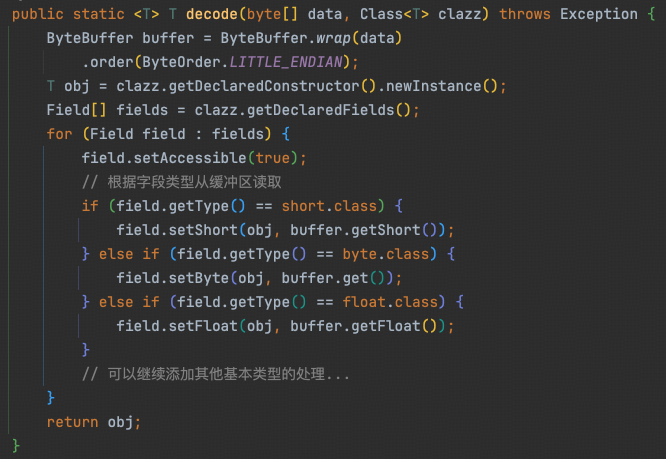 public static <T> T decode(byte[] data, Class<T> clazz) throws Exception {
    ByteBuffer buffer = ByteBuffer.wrap(data)
        .order(ByteOrder.LITTLE_ENDIAN);
    T obj = clazz.getDeclaredConstructor().newInstance();
    Field[] fields = clazz.getDeclaredFields();
    for (Field field : fields) {
        field.setAccessible(true);
        // 根据字段类型从缓冲区读取
        if (field.getType() == short.class) {
            field.setShort(obj, buffer.getShort());
        } else if (field.getType() == byte.class) {
            field.setByte(obj, buffer.get());
        } else if (field.getType() == float.class) {
            field.setFloat(obj, buffer.getFloat());
        }
        // 可以继续添加其他基本类型的处理...
    }
    return obj;
}